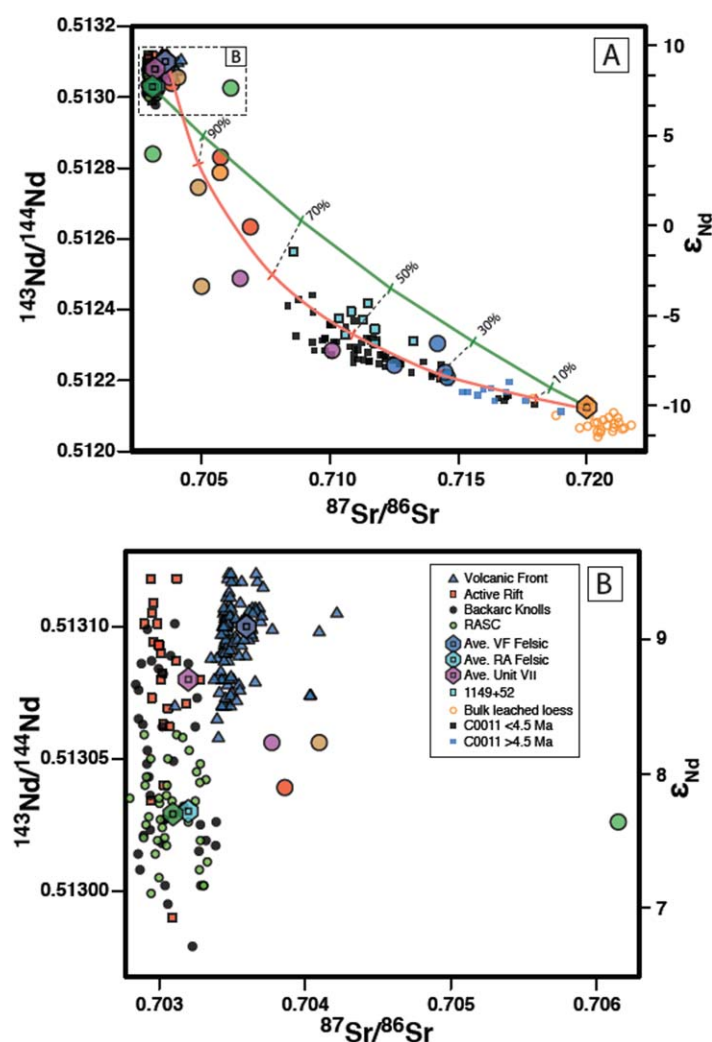 0.5132
0.5130
0.5128
0.5126
0.5124
0.5122
0.5120
143Nd/144Nd
B
A
90%
70%
50%
30%
10%
10
5
0
-5
-10
εNd
0.705
0.710
0.715
0.720
87Sr/86Sr
B
Volcanic Front
Active Rift
Backarc Knolls
RASC
Ave. VF Felsic
Ave. RA Felsic
Ave. Unit VII
1149+52
Bulk leached loess
C0011 <4.5 Ma
C0011 >4.5 Ma
0.51310
0.51305
0.51300
143Nd/144Nd
9
8
7
εNd
0.703
0.704
0.705
0.706
87Sr/86Sr